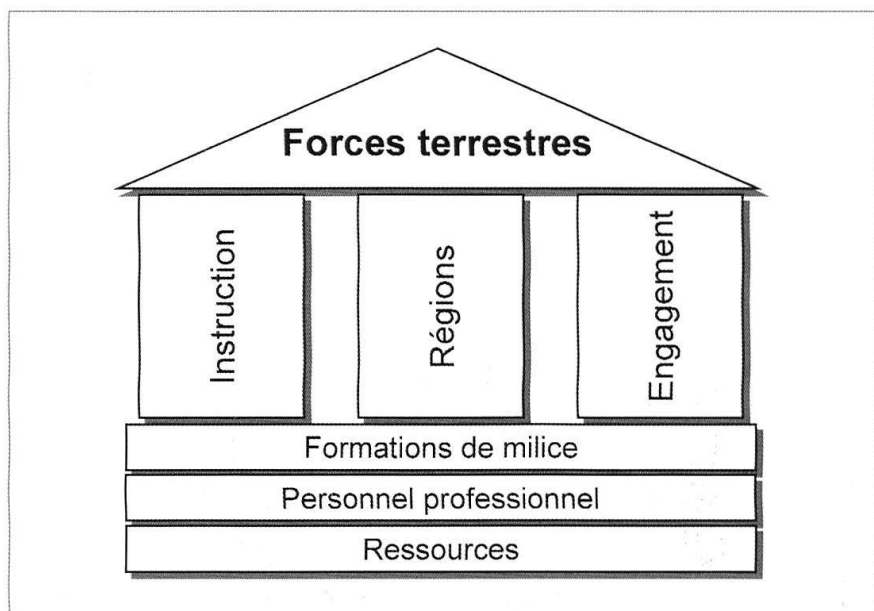 Forces terrestres
Instruction
Régions
Engagement
Formations de milice
Personnel professionnel
Ressources